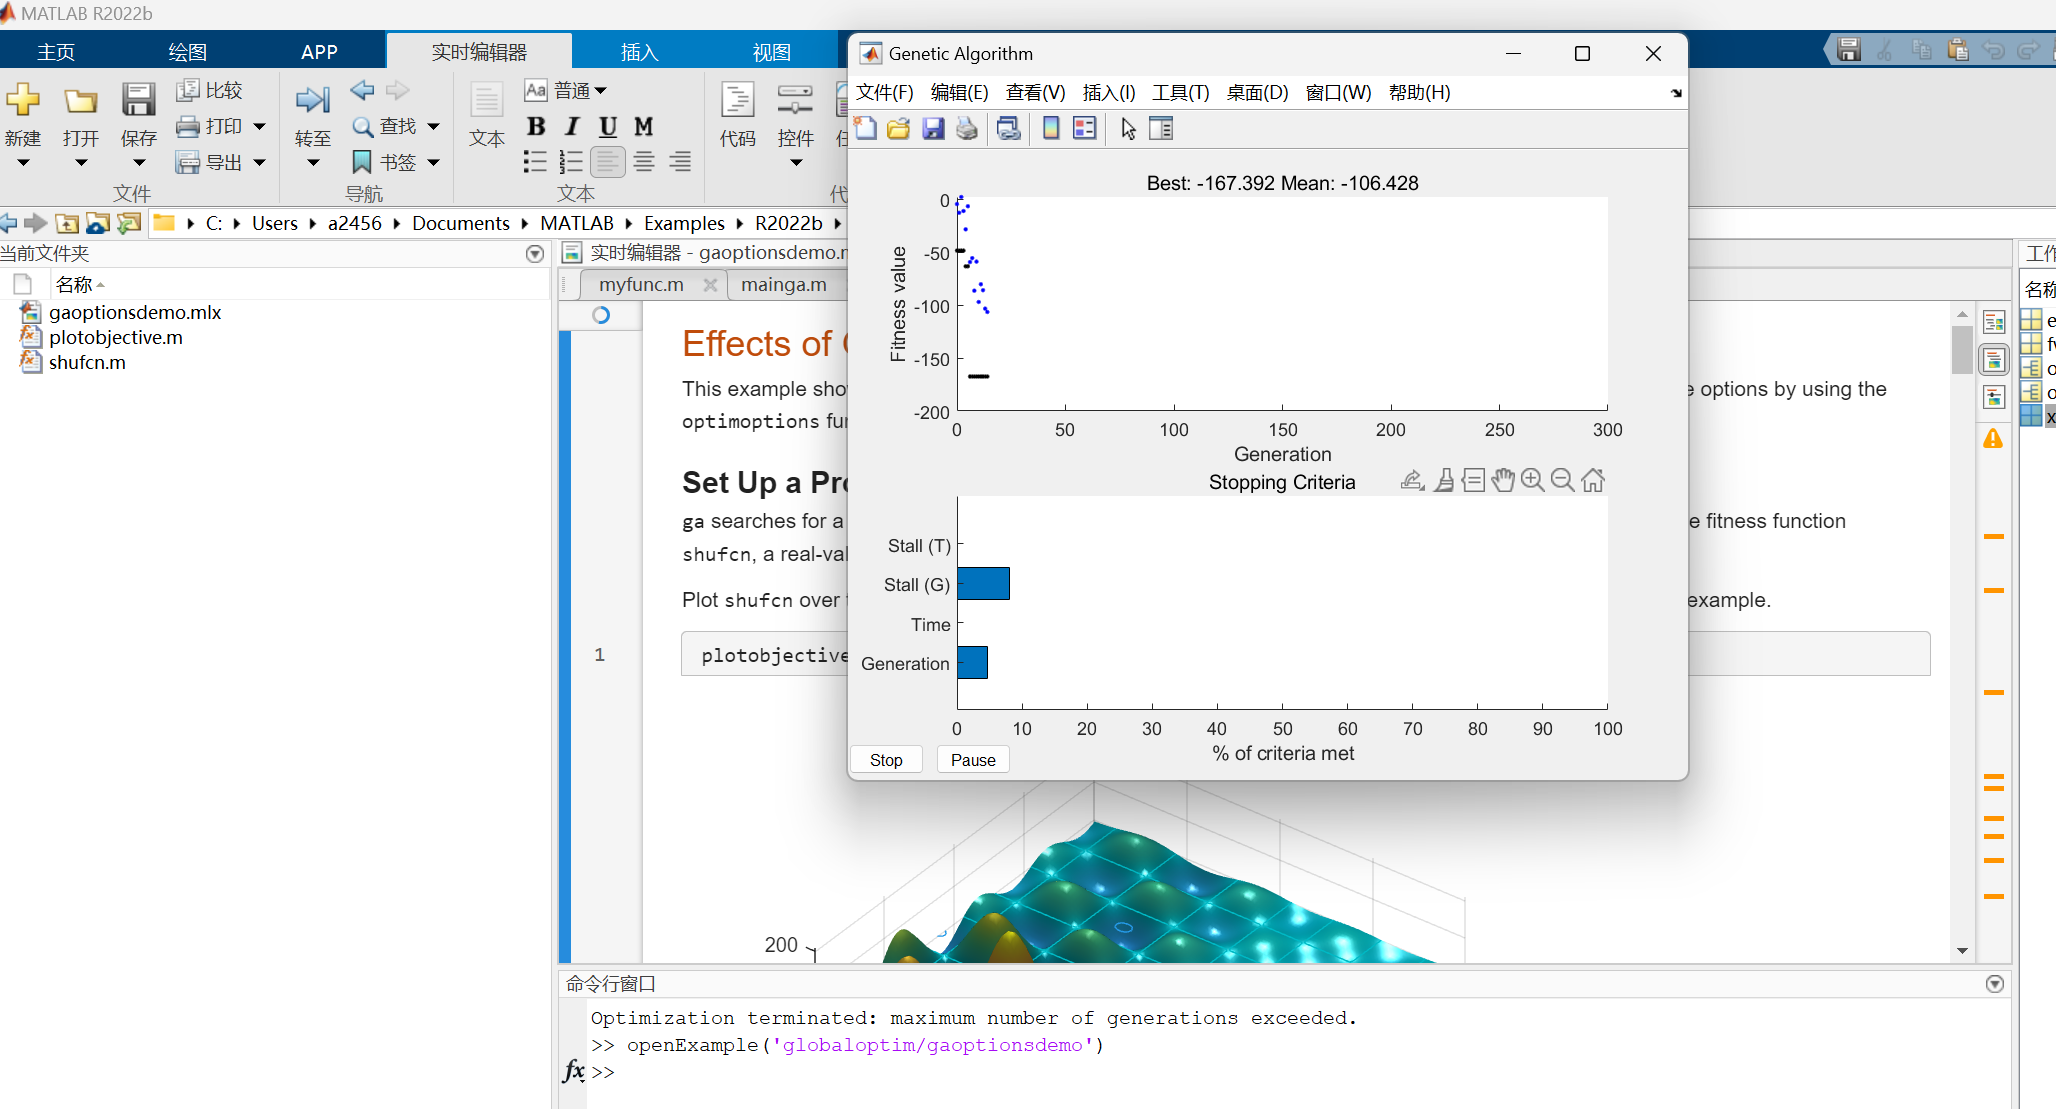 MATLAB R2022b
主页 绘图 APP 实时编辑器 插入 视图
新建 打开 保存 比较 打印 导出 转至 查找 书签 文本 Aa 普通 B I U M 代码 控件
文件 导航 文本
C: Users a2456 Documents MATLAB Examples R2022b
当前文件夹
名称
gaoptionsdemo.mlx
plotobjective.m
shufcn.m
实时编辑器 - gaoptionsdemo.m
myfunc.m mainga.m
Effects of
This example
options by using the
optimoptions
Set Up a
ga searches for a
fitness function
shufcn, a
Plot shufcn over
example.
1
plotobjective
200
Genetic Algorithm
文件(F) 编辑(E) 查看(V) 插入(I) 工具(T) 桌面(D) 窗口(W) 帮助(H)
Best: -167.392 Mean: -106.428
Fitness value
0
-50
-100
-150
-200
0 50 100 150 200 250 300
Generation
Stopping Criteria
Stall (T)
Stall (G)
Time
Generation
0 10 20 30 40 50 60 70 80 90 100
% of criteria met
Stop Pause
命令行窗口
Optimization terminated: maximum number of generations exceeded.
>> openExample('globaloptim/gaoptionsdemo')
fx >>
工作
名称